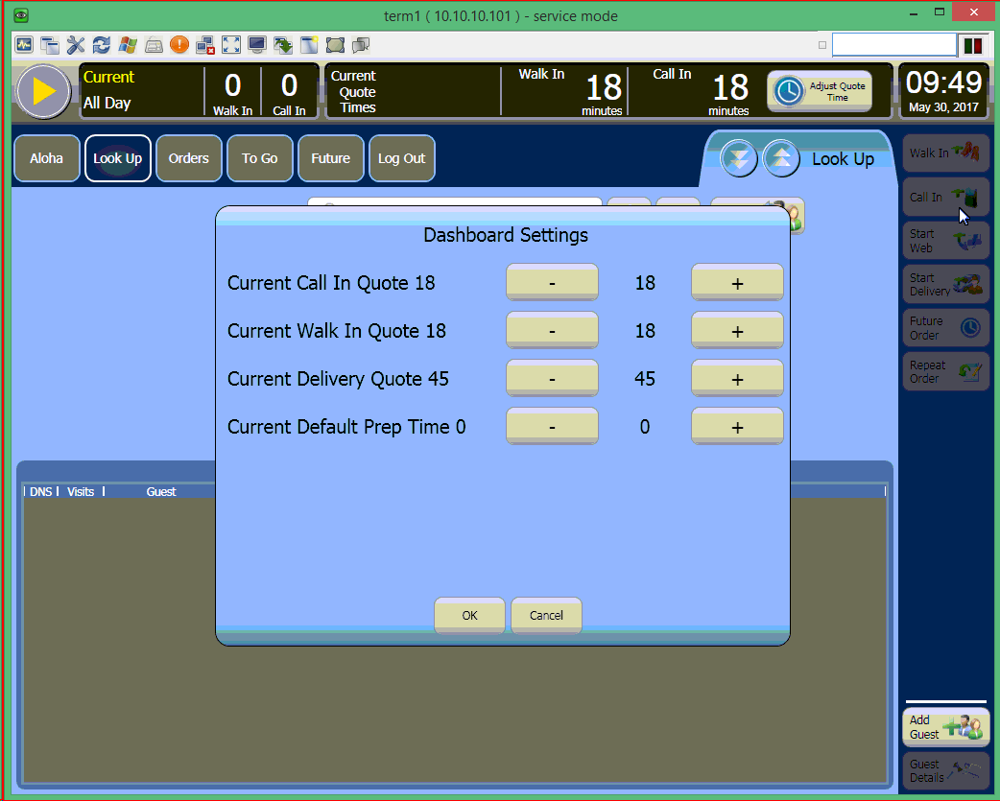 term1 ( 10.10.10.101 ) - service mode
Current
All Day
0
Walk In
0
Call In
Current
Quote
Times
Walk In
18
minutes
Call In
18
minutes
Adjust Quote
Time
09:49
May 30, 2017
Aloha
Look Up
Orders
To Go
Future
Log Out
Look Up
Walk In
Call In
Start
Web
Start
Delivery
Future
Order
Repeat
Order
Dashboard Settings
Current Call In Quote 18
-
18
+
Current Walk In Quote 18
-
18
+
Current Delivery Quote 45
-
45
+
Current Default Prep Time 0
-
0
+
DNS
Visits
Guest
OK
Cancel
Add
Guest
Guest
Details